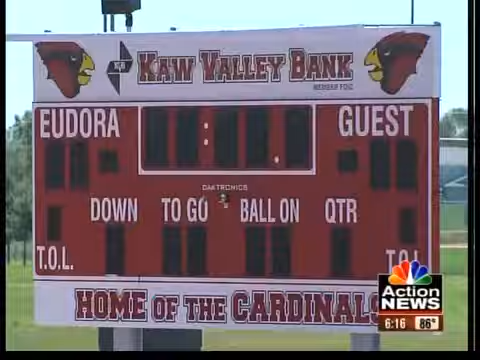 KAW VALLEY BANK
MEMBER FDIC
EUDORA GUEST
DAKTRONICS
DOWN TO GO BALL ON QTR
T.O.L. T.O.L.
HOME OF THE CARDINALS
Action
NEWS
6:16 86°